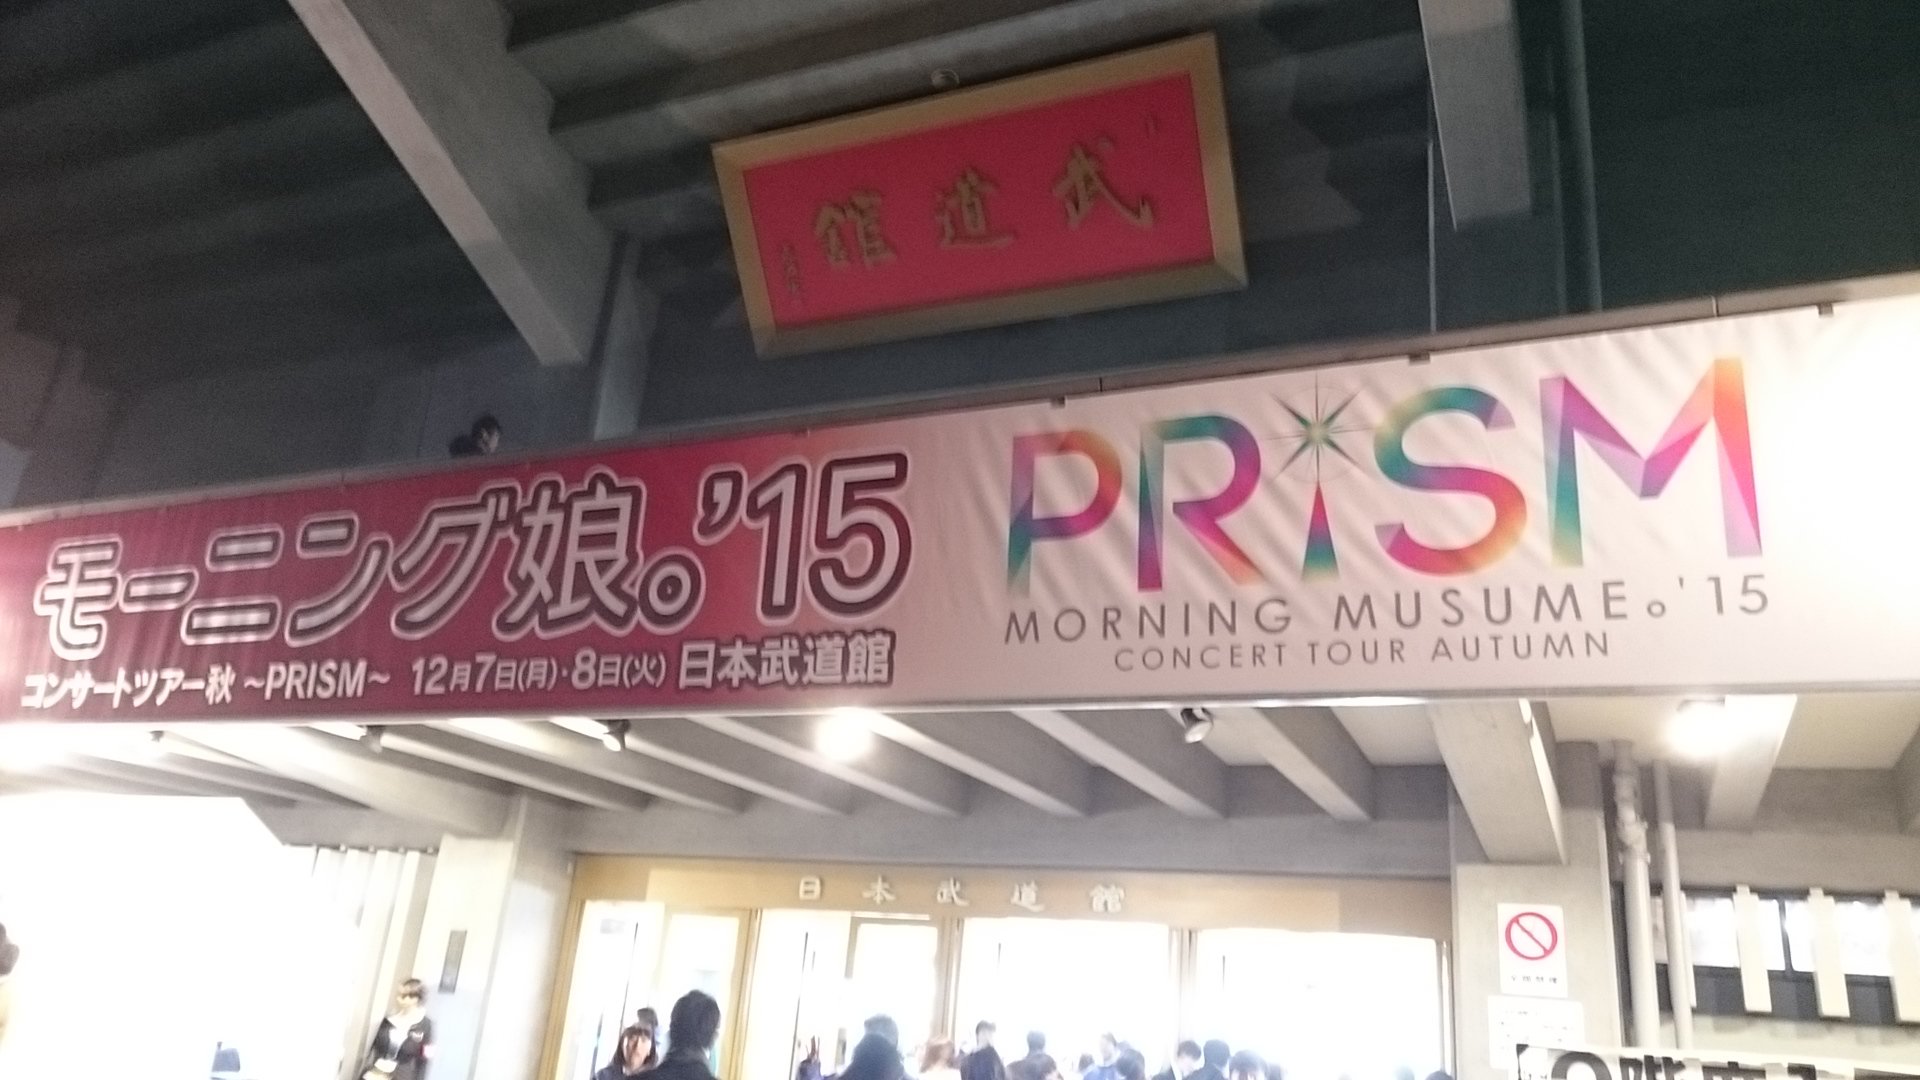 武道館
モーニング娘。'15
コンサートツアー秋 ~PRISM~ 12月7日(月)・8日(火) 日本武道館
PRiSM
MORNING MUSUME。'15
CONCERT TOUR AUTUMN
日本武道館